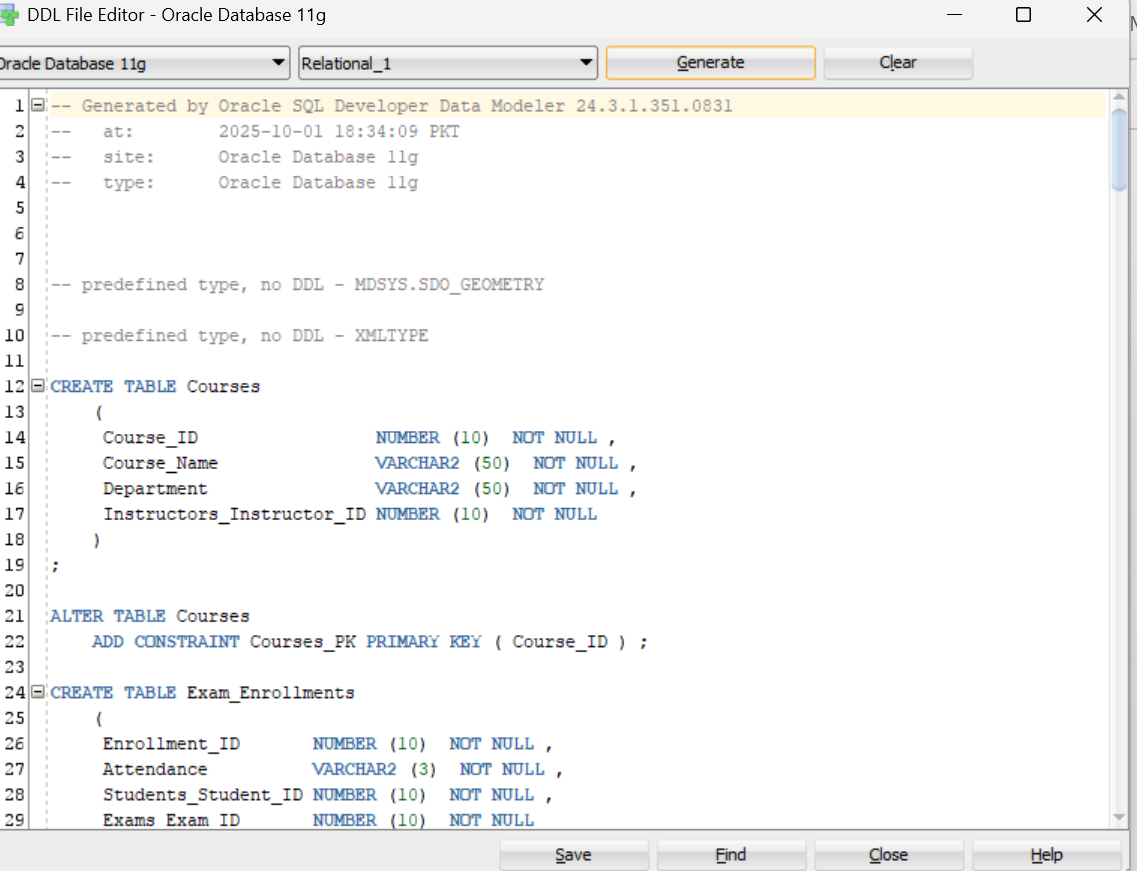 DDL File Editor - Oracle Database 11g
Oracle Database 11g
Relational_1
Generate
Clear
1 -- Generated by Oracle SQL Developer Data Modeler 24.3.1.351.0831
2 --   at:        2025-10-01 18:34:09 PKT
3 --   site:      Oracle Database 11g
4 --   type:      Oracle Database 11g
5
6
7
8 -- predefined type, no DDL - MDSYS.SDO_GEOMETRY
9
10 -- predefined type, no DDL - XMLTYPE
11
12 CREATE TABLE Courses
13     (
14      Course_ID                 NUMBER (10)  NOT NULL ,
15      Course_Name               VARCHAR2 (50)  NOT NULL ,
16      Department                VARCHAR2 (50)  NOT NULL ,
17      Instructors_Instructor_ID NUMBER (10)  NOT NULL
18     )
19 ;
20
21 ALTER TABLE Courses
22     ADD CONSTRAINT Courses_PK PRIMARY KEY ( Course_ID ) ;
23
24 CREATE TABLE Exam_Enrollments
25     (
26      Enrollment_ID       NUMBER (10)  NOT NULL ,
27      Attendance          VARCHAR2 (3)  NOT NULL ,
28      Students_Student_ID NUMBER (10)  NOT NULL ,
29      Exams_Exam_ID       NUMBER (10)  NOT NULL
Save
Find
Close
Help